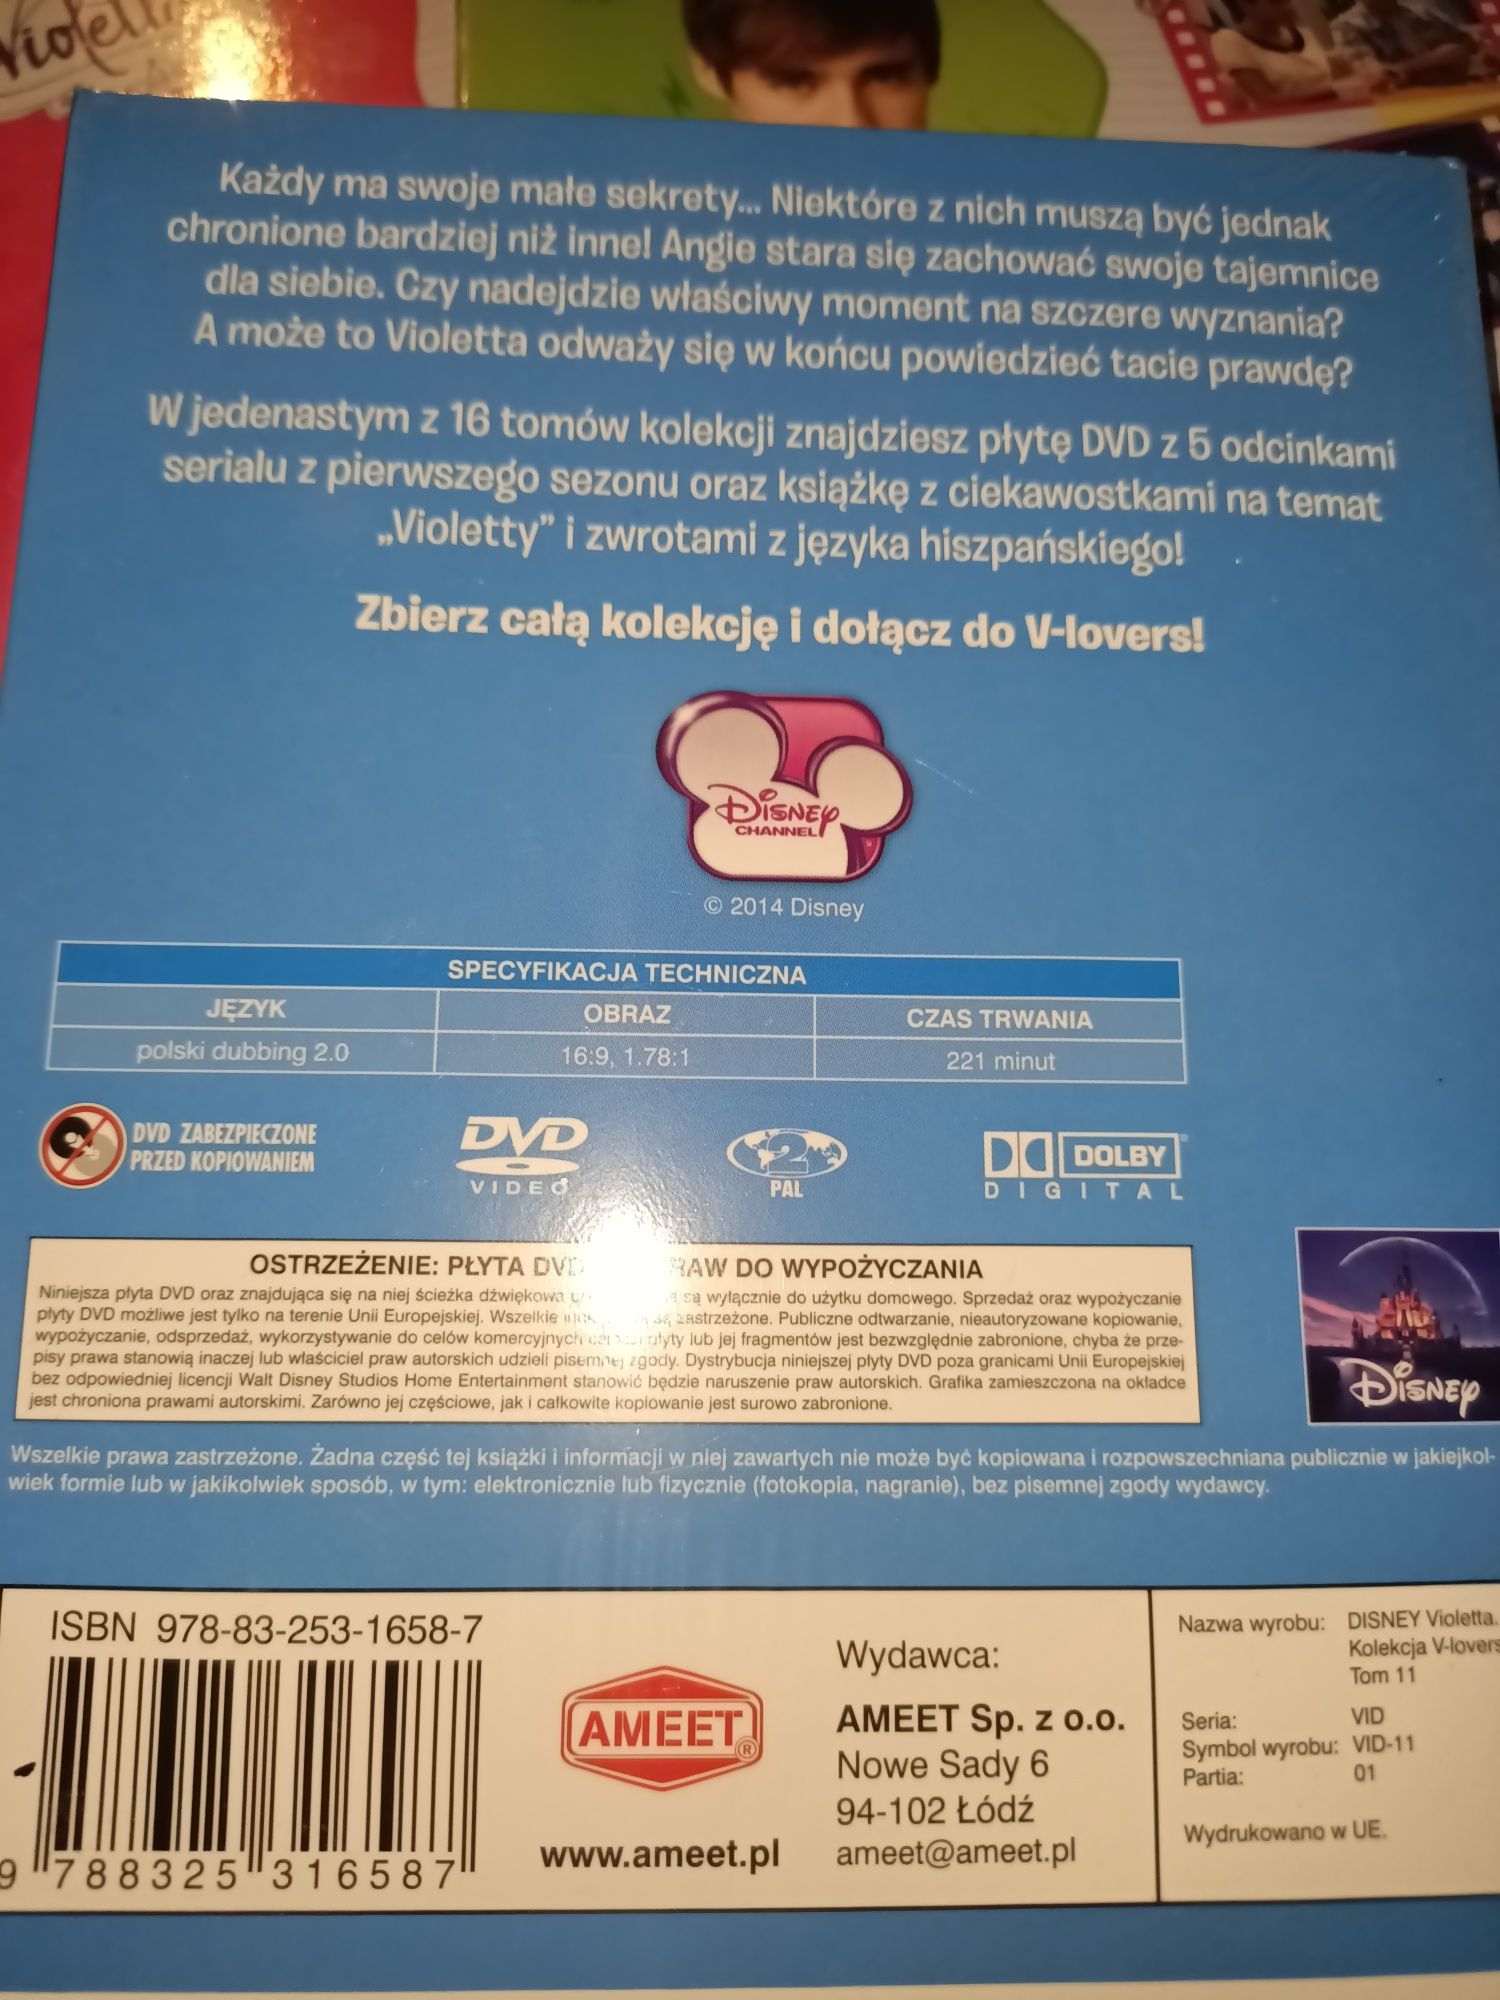 Violetta
Każdy ma swoje małe sekrety... Niektóre z nich muszą być jednak
chronione bardziej niż inne! Angie stara się zachować swoje tajemnice
dla siebie. Czy nadejdzie właściwy moment na szczere wyznania?
A może to Violetta odważy się w końcu powiedzieć tacie prawdę?
W jedenastym z 16 tomów kolekcji znajdziesz płytę DVD z 5 odcinkami
serialu z pierwszego sezonu oraz książkę z ciekawostkami na temat
„Violetty” i zwrotami z języka hiszpańskiego!
Zbierz całą kolekcję i dołącz do V-lovers!
DISNEY
CHANNEL
© 2014 Disney
SPECYFIKACJA TECHNICZNA
JĘZYK OBRAZ CZAS TRWANIA
polski dubbing 2.0 16:9, 1.78:1 221 minut
DVD ZABEZPIECZONE
PRZED KOPIOWANIEM
DVD
VIDEO
2
PAL
DOLBY
DIGITAL
OSTRZEŻENIE: PŁYTA DVD DO WYPOŻYCZANIA
Niniejsza płyta DVD oraz znajdująca się na niej ścieżka dźwiękowa są wyłącznie do użytku domowego. Sprzedaż oraz wypożyczanie
płyty DVD możliwe jest tylko na terenie Unii Europejskiej. Wszelkie zastrzeżone. Publiczne odtwarzanie, nieautoryzowane kopiowanie,
wypożyczanie, odsprzedaż, wykorzystywanie do celów komercyjnych płyty lub jej fragmentów jest bezwzględnie zabronione, chyba że prze-
pisy prawa stanowią inaczej lub właściciel praw autorskich udzieli pisemnej zgody. Dystrybucja niniejszej płyty DVD poza granicami Unii Europejskiej
bez odpowiedniej licencji Walt Disney Studios Home Entertainment stanowić będzie naruszenie praw autorskich. Grafika zamieszczona na okładce
jest chroniona prawami autorskimi. Zarówno jej częściowe, jak i całkowite kopiowanie jest surowo zabronione.
DISNEY
Wszelkie prawa zastrzeżone. Żadna część tej książki i informacji w niej zawartych nie może być kopiowana i rozpowszechniana publicznie w jakiejkol-
wiek formie lub w jakikolwiek sposób, w tym: elektronicznie lub fizycznie (fotokopia, nagranie), bez pisemnej zgody wydawcy.
ISBN 978-83-253-1658-7
9 788325 316587
AMEET®
www.ameet.pl
Wydawca:
AMEET Sp. z o.o.
Nowe Sady 6
94-102 Łódź
ameet@ameet.pl
Nazwa wyrobu: DISNEY Violetta.
Kolekcja V-lovers
Tom 11
Seria: VID
Symbol wyrobu: VID-11
Partia: 01
Wydrukowano w UE.